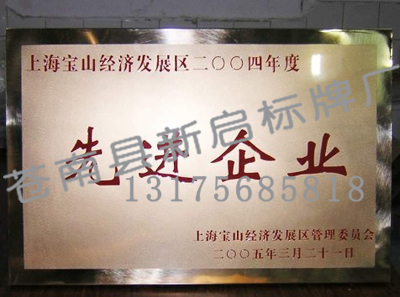 上海宝山经济发展区二〇〇四年度
先进企业
上海宝山经济发展区管理委员会
二〇〇五年三月二十一日
苍南县新启标牌厂
13175685818